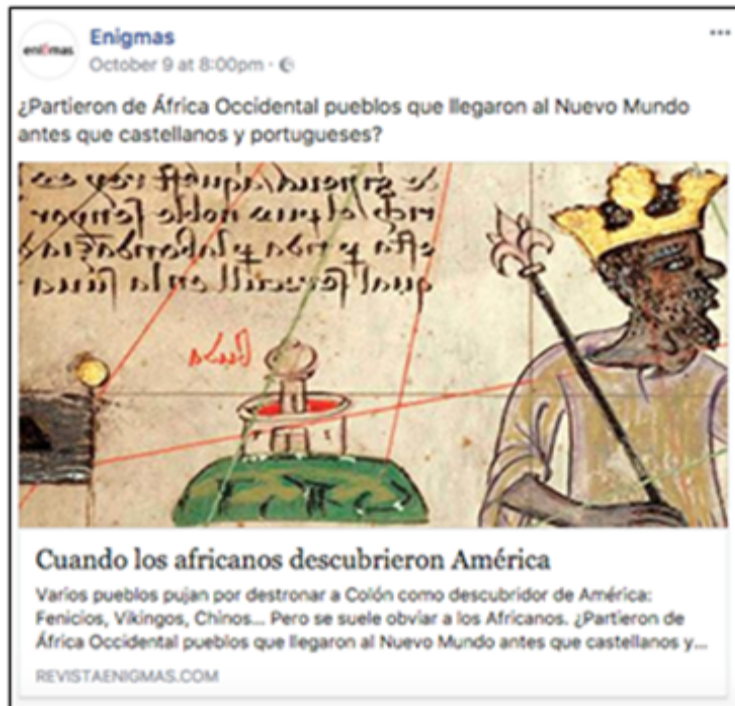 eni8mas
Enigmas
October 9 at 8:00pm ·
¿Partieron de África Occidental pueblos que llegaron al Nuevo Mundo
antes que castellanos y portugueses?
Cuando los africanos descubrieron América
Varios pueblos pujan por destronar a Colón como descubridor de América:
Fenicios, Vikingos, Chinos... Pero se suele obviar a los Africanos. ¿Partieron de
África Occidental pueblos que llegaron al Nuevo Mundo antes que castellanos y...
REVISTAENIGMAS.COM